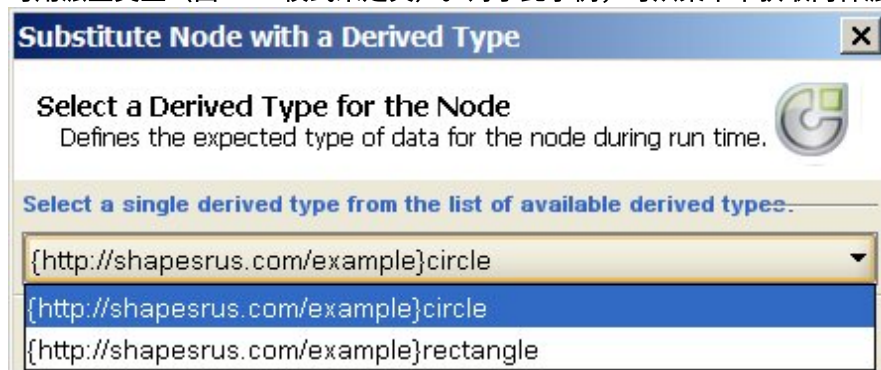 Substitute Node with a Derived Type
Select a Derived Type for the Node
Defines the expected type of data for the node during run time.
Select a single derived type from the list of available derived types.
{http://shapesrus.com/example}circle
{http://shapesrus.com/example}circle
{http://shapesrus.com/example}rectangle